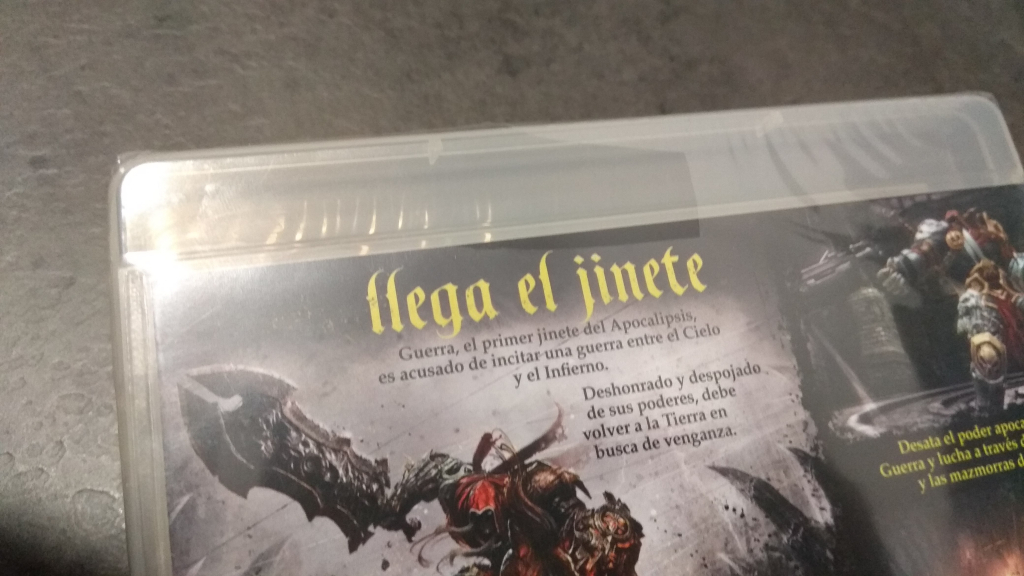 llega el jinete
Guerra, el primer jinete del Apocalipsis,
es acusado de incitar una guerra entre el Cielo
y el Infierno.
Deshonrado y despojado
de sus poderes, debe
volver a la Tierra en
busca de venganza.
Desata el poder
Guerra y lucha a través
y las mazmorras